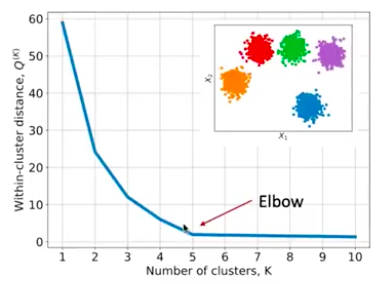 Within-cluster distance, Q(K)
60
50
40
30
20
10
0
X₂
X₁
Elbow
1 2 3 4 5 6 7 8 9 10
Number of clusters, K